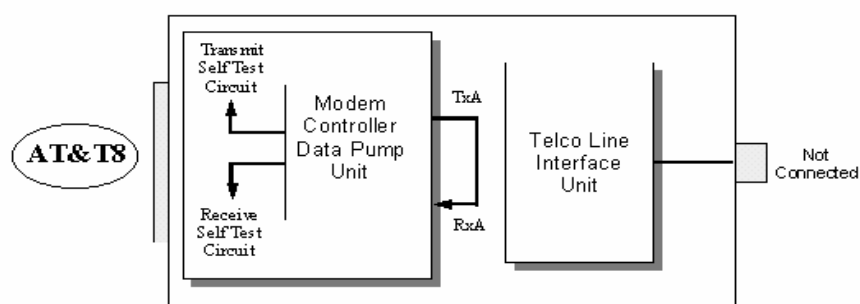 AT&T8
Transmit
Self Test
Circuit
Modem
Controller
Data Pump
Unit
Receive
Self Test
Circuit
TxA
RxA
Telco Line
Interface
Unit
Not
Connected